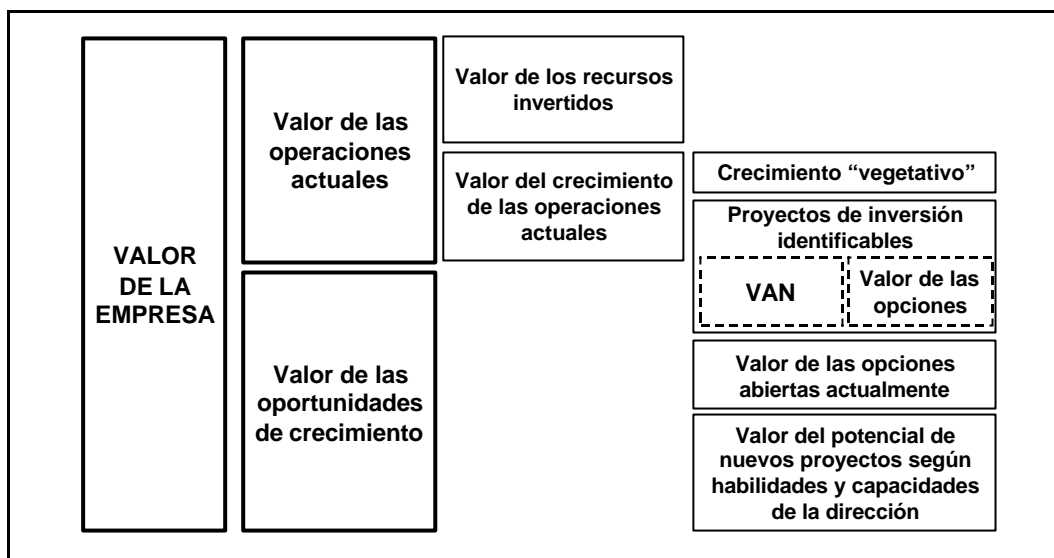 VALOR
DE LA
EMPRESA
Valor de las
operaciones
actuales
Valor de las
oportunidades
de crecimiento
Valor de los recursos
invertidos
Valor del crecimiento
de las operaciones
actuales
Crecimiento “vegetativo”
Proyectos de inversión
identificables
VAN
Valor de las
opciones
Valor de las opciones
abiertas actualmente
Valor del potencial de
nuevos proyectos según
habilidades y capacidades
de la dirección